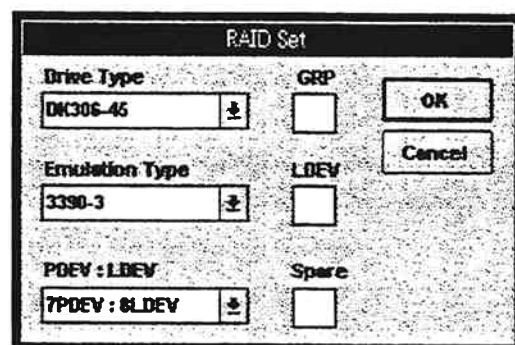 RAID Set
Drive Type
GRP
DK306-45
OK
Cancel
Emulation Type
LDEV
3390-3
PDEV : LDEV
Spare
7PDEV : 8LDEV